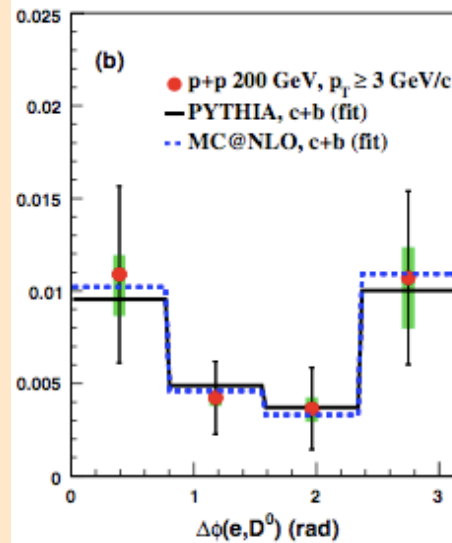 0.025
(b)
p+p 200 GeV, p_T ≥ 3 GeV/c
0.02
PYTHIA, c+b (fit)
MC@NLO, c+b (fit)
0.015
0.01
0.005
0
0 1 2 3
Δϕ(e,D⁰) (rad)